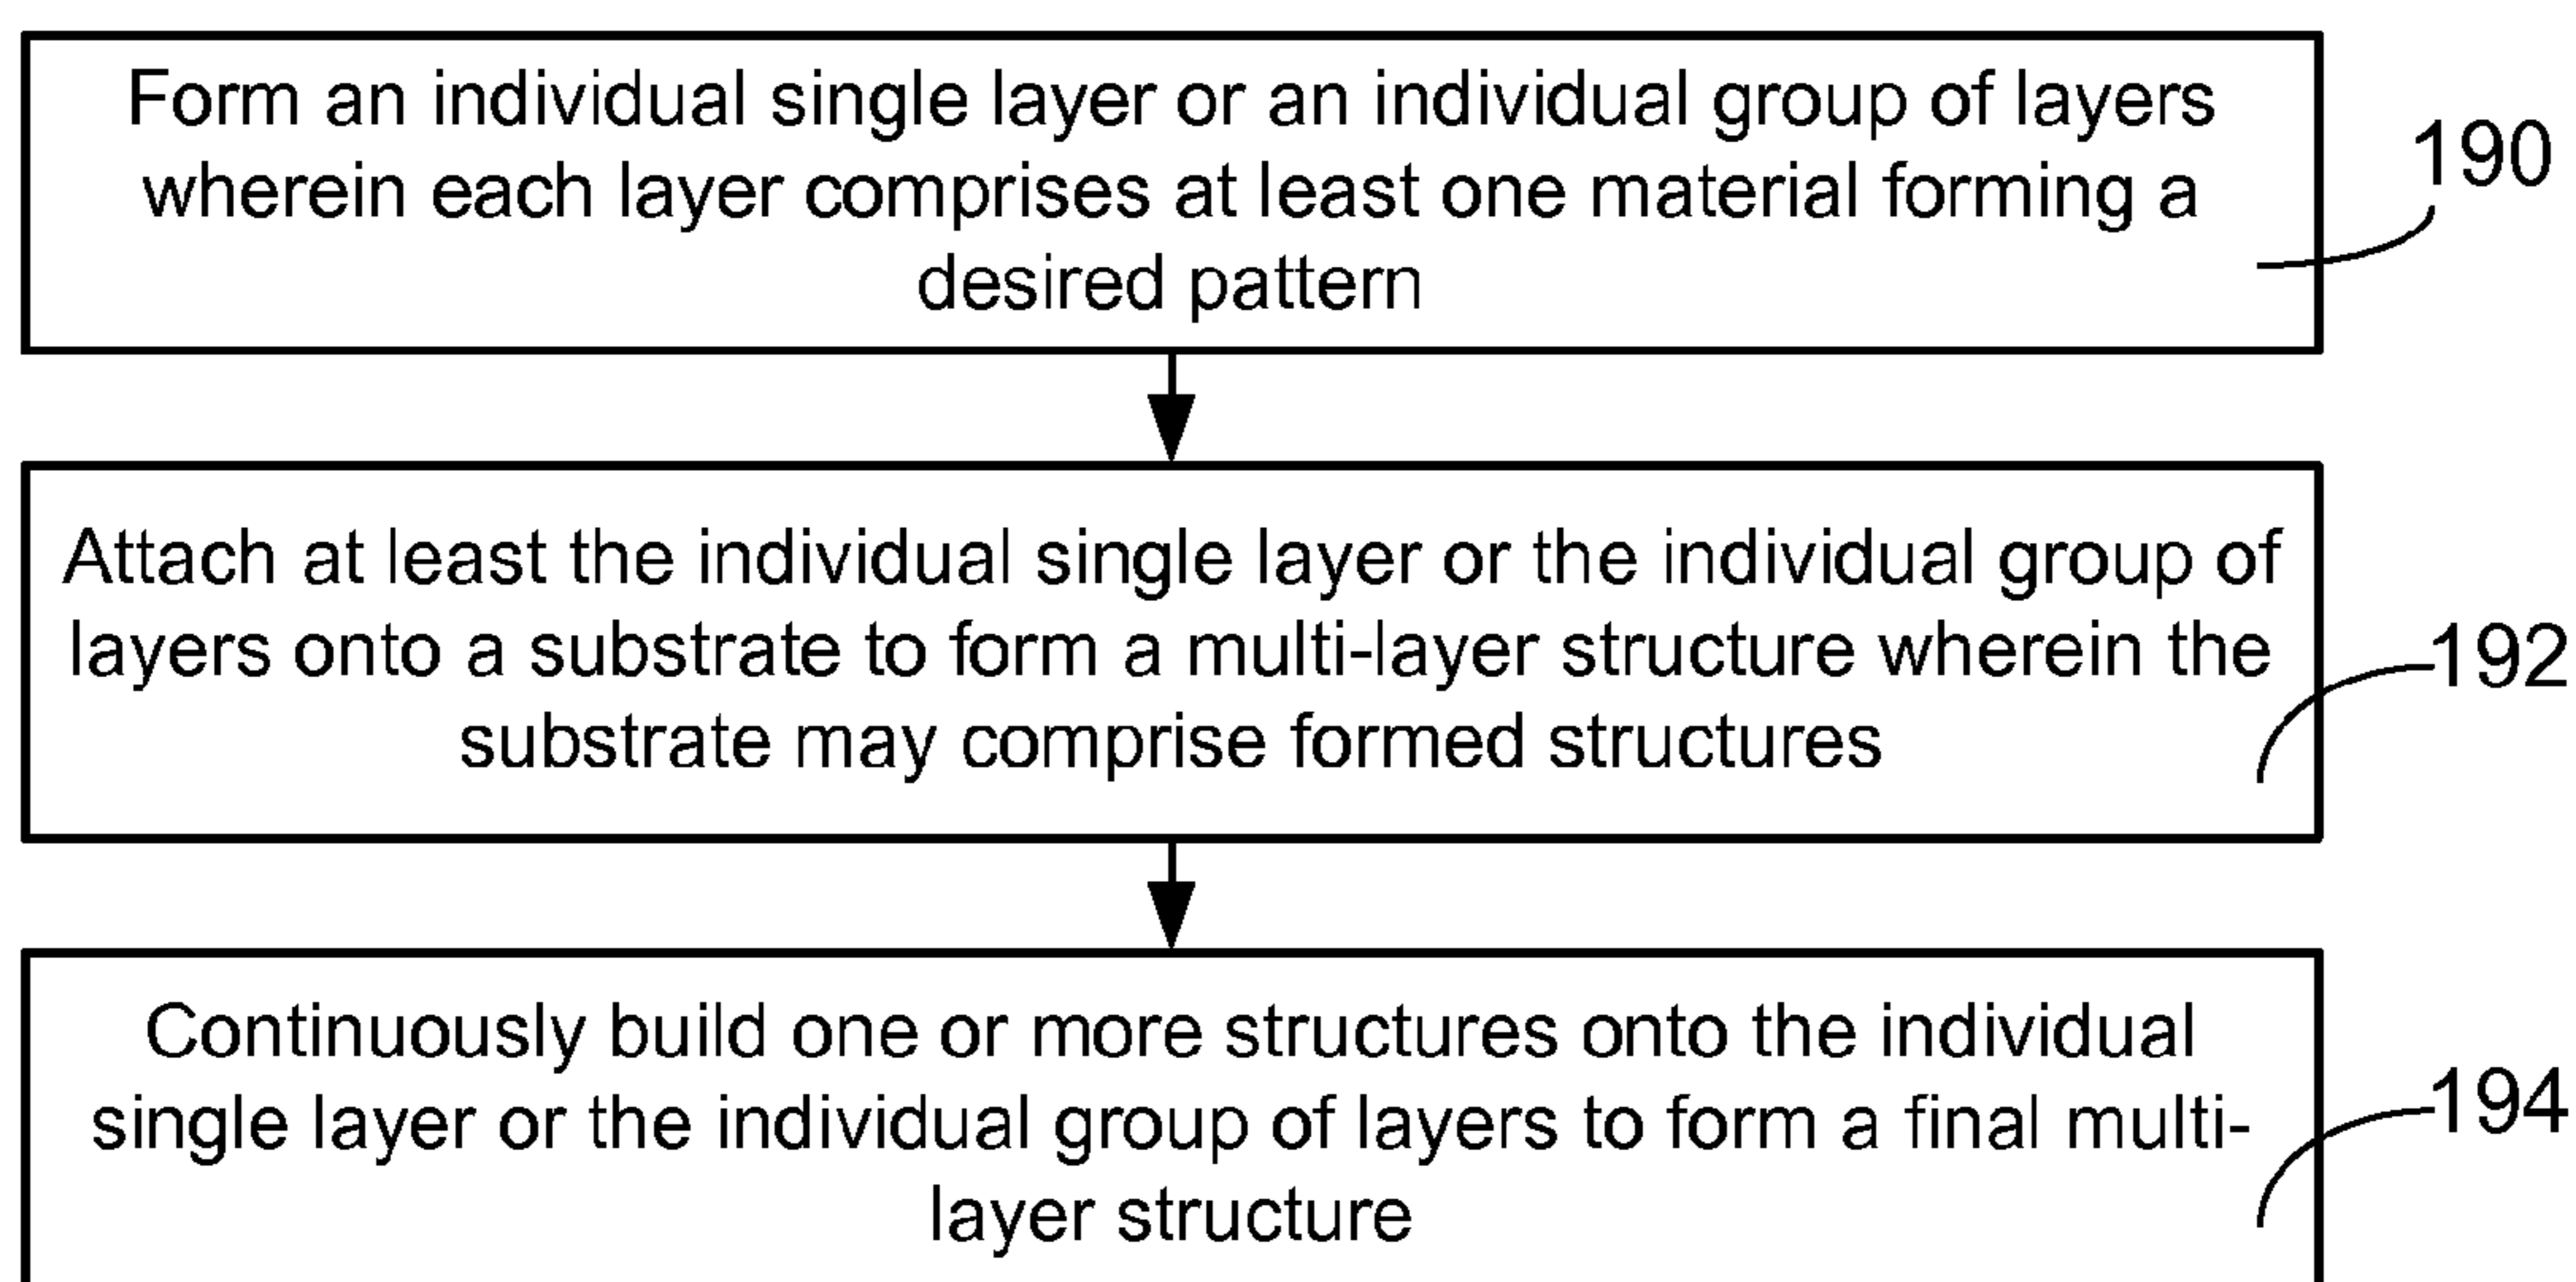 Form an individual single layer or an individual group of layers
wherein each layer comprises at least one material forming a
desired pattern
190
Attach at least the individual single layer or the individual group of
layers onto a substrate to form a multi-layer structure wherein the
substrate may comprise formed structures
192
Continuously build one or more structures onto the individual
single layer or the individual group of layers to form a final multi-
layer structure
194